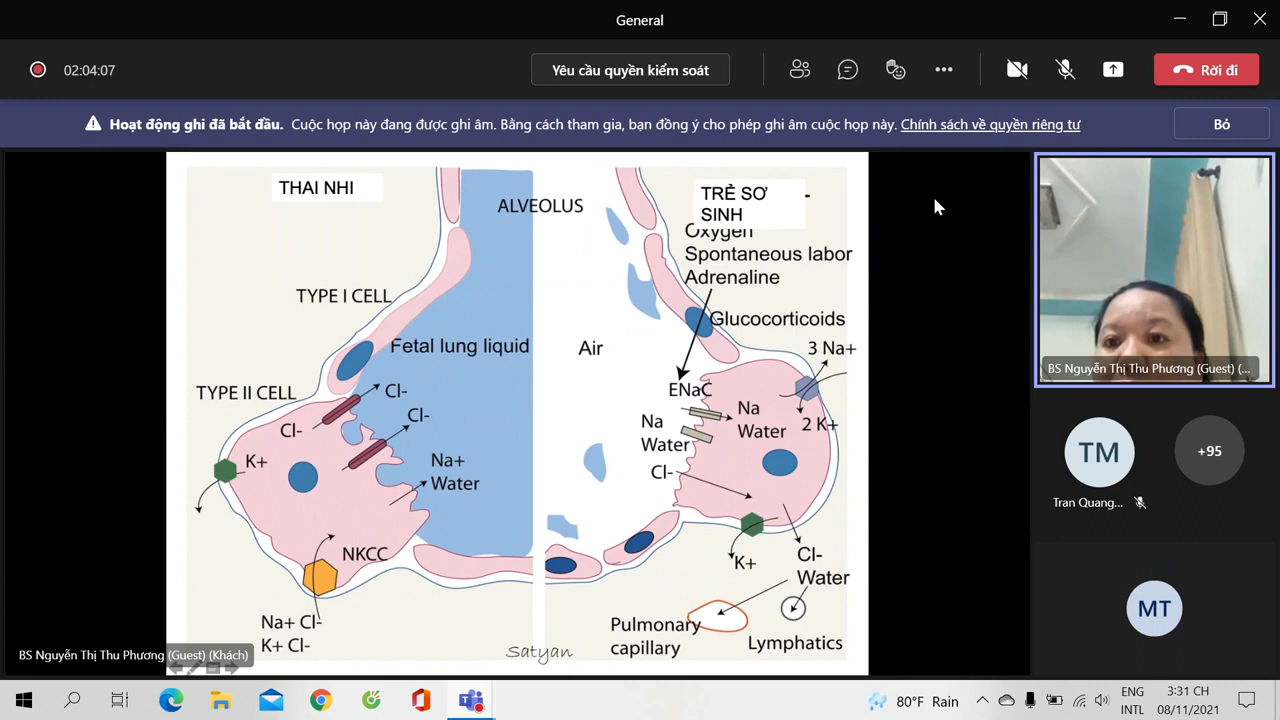 General
02:04:07
Yêu cầu quyền kiểm soát
Rời đi
Hoạt động ghi đã bắt đầu. Cuộc họp này đang được ghi âm. Bằng cách tham gia, bạn đồng ý cho phép ghi âm cuộc họp này. Chính sách về quyền riêng tư
Bỏ
THAI NHI
ALVEOLUS
TRẺ SƠ
SINH
Oxygen
Spontaneous labor
Adrenaline
TYPE I CELL
Glucocorticoids
Fetal lung liquid
Air
3 Na+
TYPE II CELL
Cl-
Cl-
Cl-
ENaC
Na
Water
Na
Water
2 K+
K+
Na+
Water
Cl-
NKCC
K+
Cl-
Water
Na+ Cl-
K+ Cl-
Pulmonary
capillary
Lymphatics
Satyan
BS Nguyễn Thị Thu Phương (Guest) (Khách)
BS Nguyễn Thị Thu Phương (Guest) (...
TM
+95
Tran Quang...
MT
80°F Rain
ENG
INTL
3:31 CH
08/11/2021